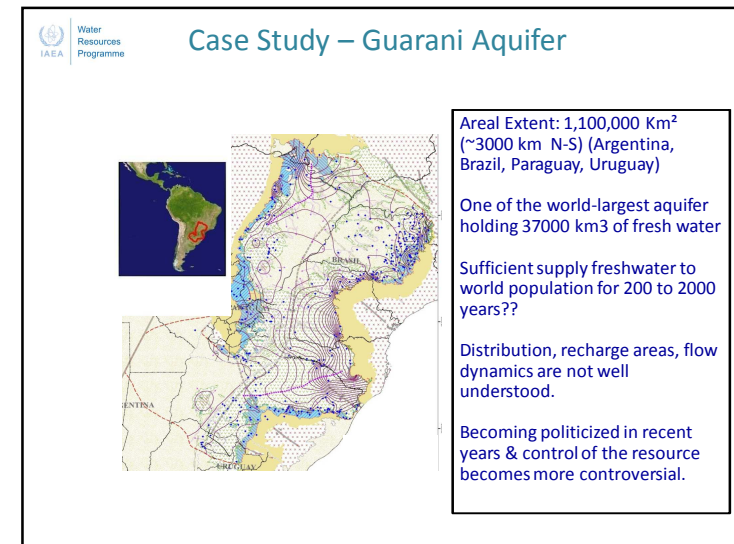 IAEA
Water
Resources
Programme
Case Study – Guarani Aquifer
Areal Extent: 1,100,000 Km²
(~3000 km N-S) (Argentina,
Brazil, Paraguay, Uruguay)
One of the world-largest aquifer
holding 37000 km3 of fresh water
Sufficient supply freshwater to
world population for 200 to 2000
years??
Distribution, recharge areas, flow
dynamics are not well
understood.
Becoming politicized in recent
years & control of the resource
becomes more controversial.
BRASIL
ENTESA
URUGUAY